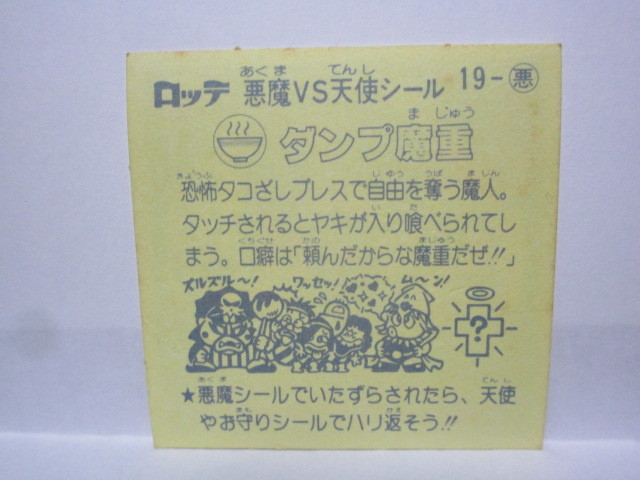 ロッテ 悪魔VS天使シール 19-悪
ダンプ魔重
恐怖タコざしプレスで自由を奪う魔人。
タッチされるとヤキが入り喰べられてし
まう。口癖は「頼んだからな魔重だぜ!!」
ズルズル〜! ワッセッ! ム〜ン!
?
★悪魔シールでいたずらされたら、天使
やお守りシールでハリ返そう!!